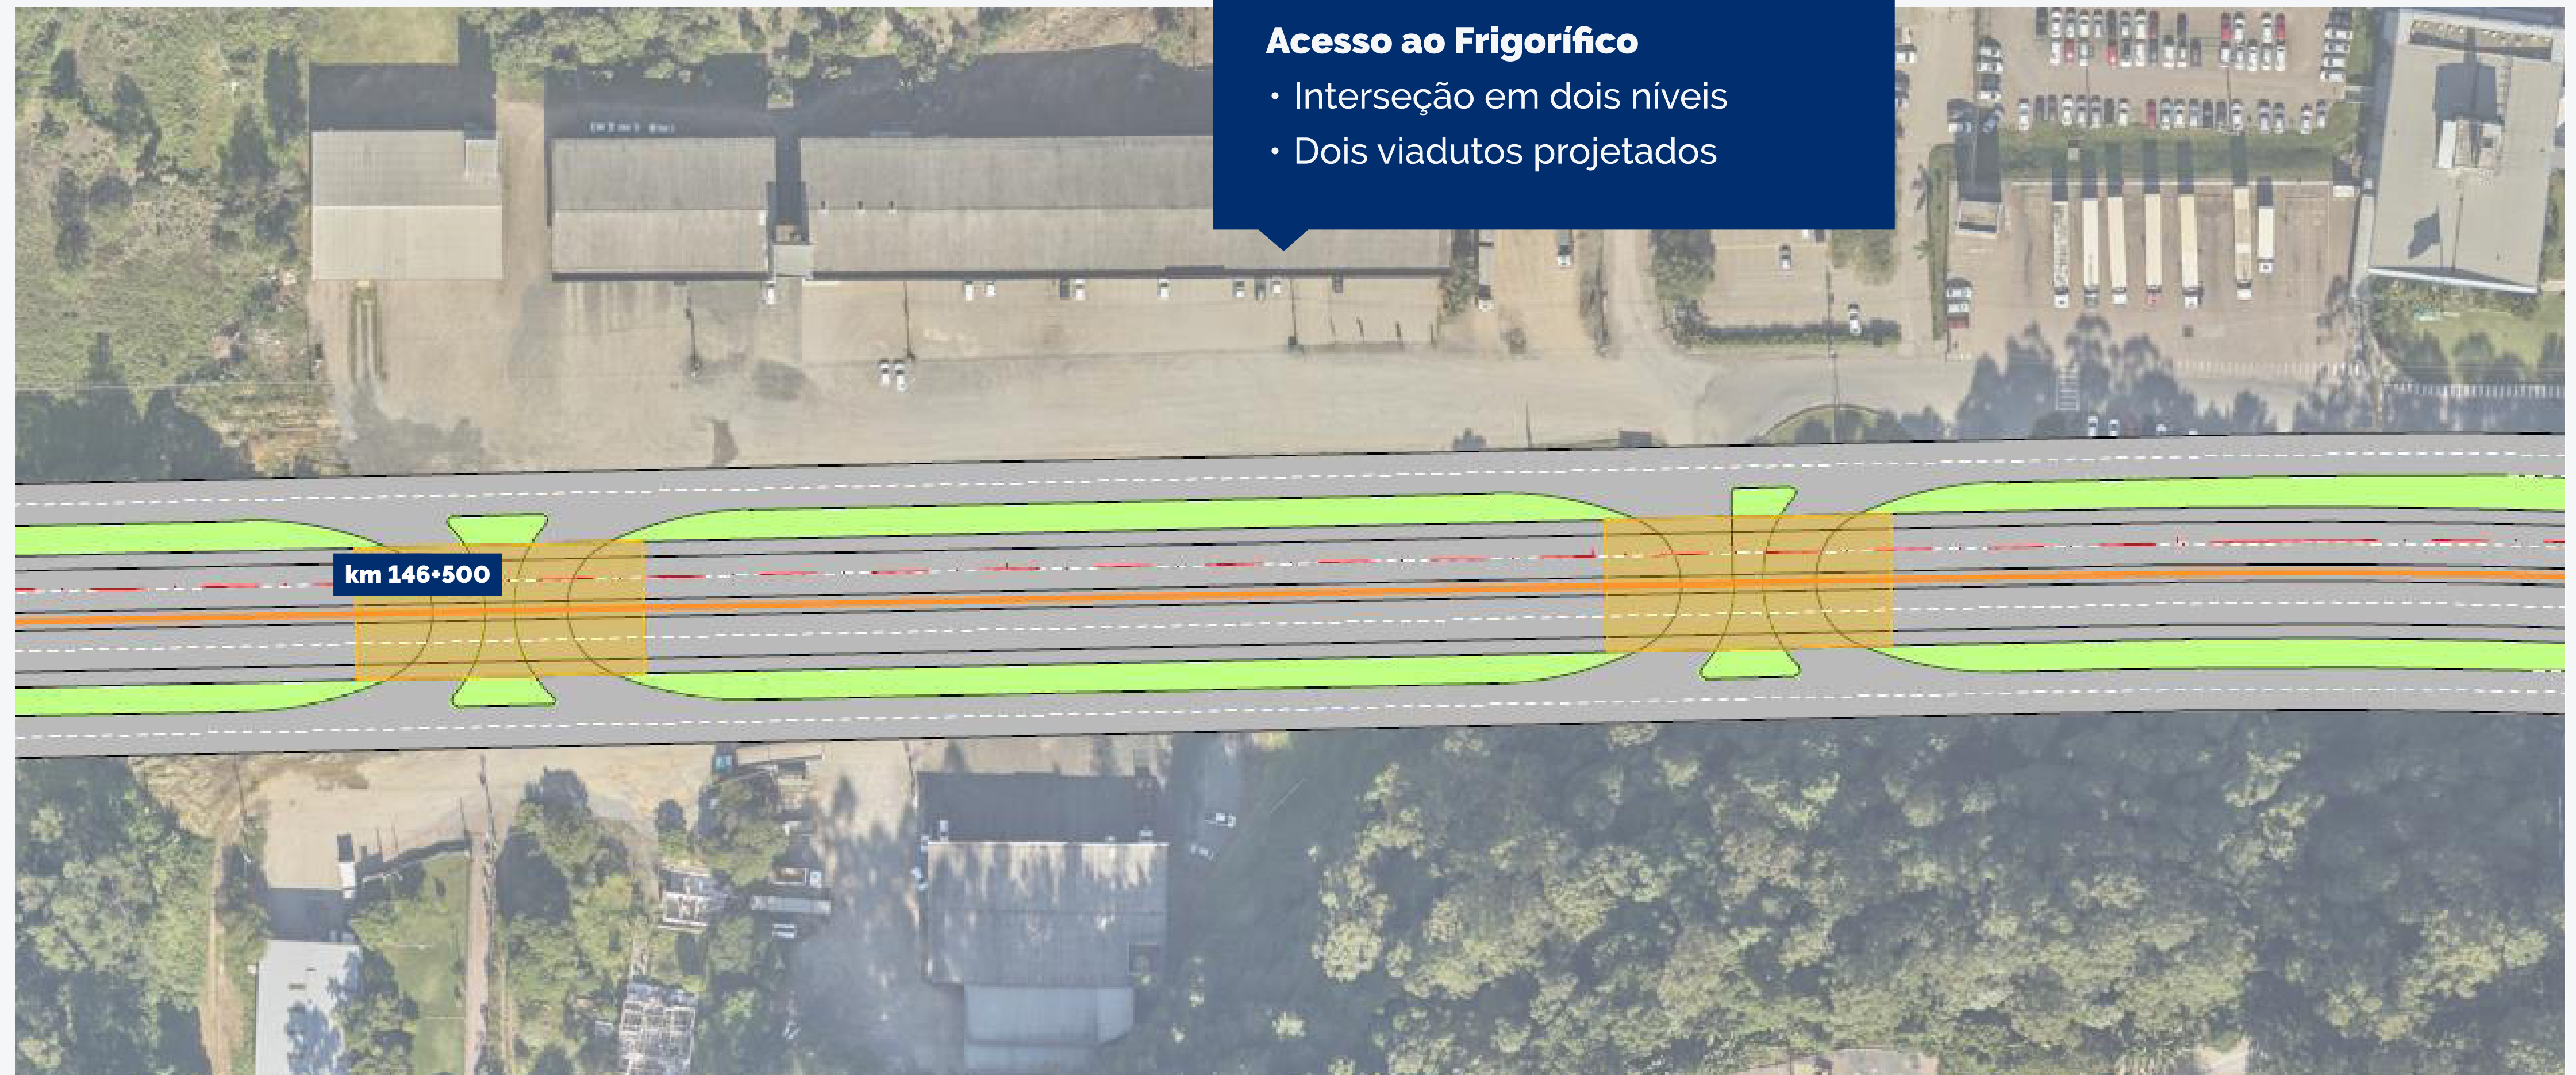 Acesso ao Frigorífico
• Interseção em dois níveis
• Dois viadutos projetados
km 146+500